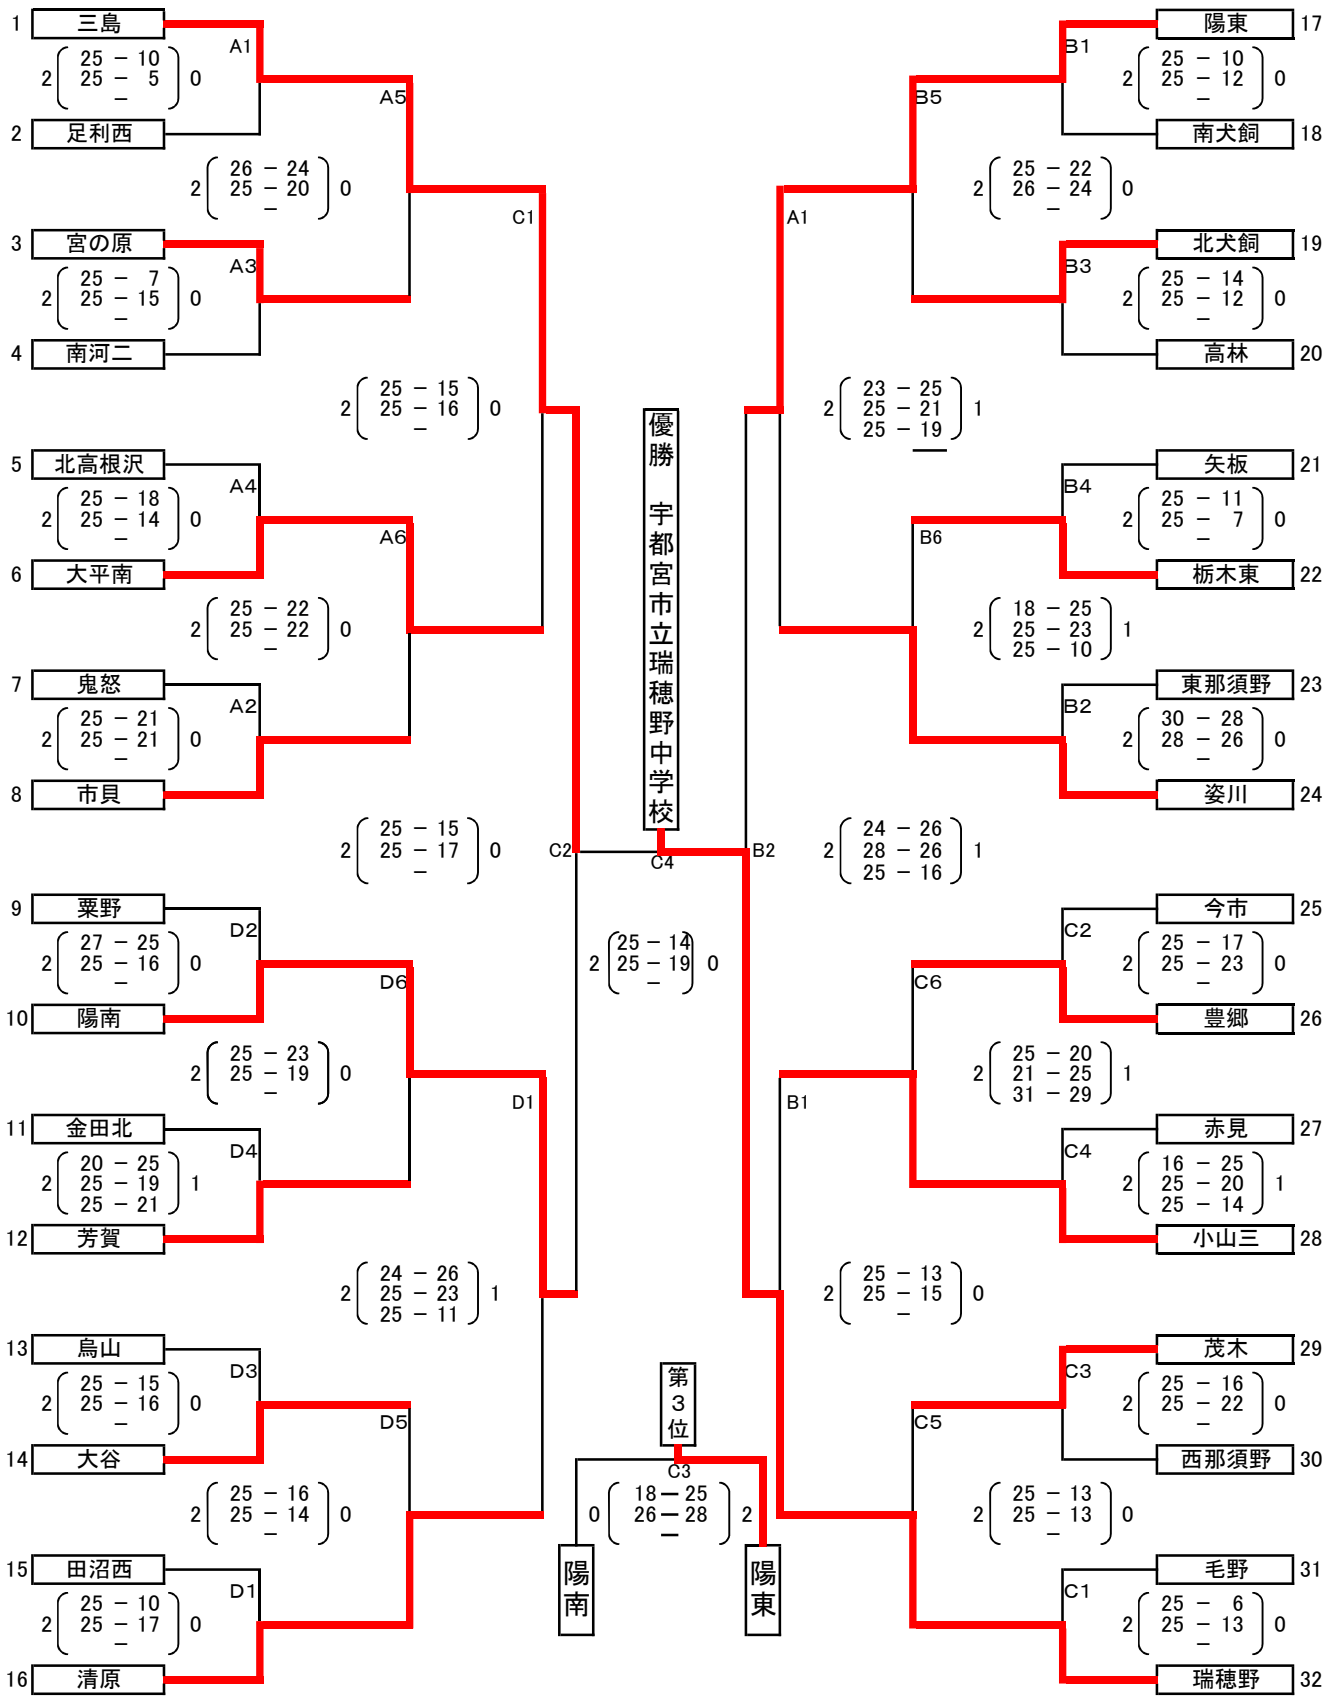 1 三島
A1
2 25 － 10 0
25 － 5
－
2 足利西
A5
2 26 － 24 0
25 － 20
－
3 宮の原
A3
2 25 － 7 0
25 － 15
－
4 南河二
C1
2 25 － 15 0
25 － 16
－
5 北高根沢
A4
2 25 － 18 0
25 － 14
－
6 大平南
A6
2 25 － 22 0
25 － 22
－
7 鬼怒
A2
2 25 － 21 0
25 － 21
－
8 市貝
C2
2 25 － 15 0
25 － 17
－
9 粟野
D2
2 27 － 25 0
25 － 16
－
10 陽南
D6
2 25 － 23 0
25 － 19
－
11 金田北
D4
2 20 － 25 1
25 － 19
25 － 21
12 芳賀
D1
2 24 － 26 1
25 － 23
25 － 11
13 烏山
D3
2 25 － 15 0
25 － 16
－
14 大谷
D5
2 25 － 16 0
25 － 14
－
15 田沼西
D1
2 25 － 10 0
25 － 17
－
16 清原
優勝 宇都宮市立瑞穂野中学校
C4
2 25 － 14 0
25 － 19
－
第3位
C3
0 18 － 25 2
26 － 28
－
陽南
陽東
陽東 17
B1
2 25 － 10 0
25 － 12
－
南犬飼 18
B5
2 25 － 22 0
26 － 24
－
北犬飼 19
B3
2 25 － 14 0
25 － 12
－
高林 20
A1
2 23 － 25 1
25 － 21
25 － 19
矢板 21
B4
2 25 － 11 0
25 － 7
－
栃木東 22
B6
2 18 － 25 1
25 － 23
25 － 10
東那須野 23
B2
2 30 － 28 0
28 － 26
－
姿川 24
B2
2 24 － 26 1
28 － 26
25 － 16
今市 25
C2
2 25 － 17 0
25 － 23
－
豊郷 26
C6
2 25 － 20 1
21 － 25
31 － 29
赤見 27
C4
2 16 － 25 1
25 － 20
25 － 14
小山三 28
B1
2 25 － 13 0
25 － 15
－
茂木 29
C3
2 25 － 16 0
25 － 22
－
西那須野 30
C5
2 25 － 13 0
25 － 13
－
毛野 31
C1
2 25 － 6 0
25 － 13
－
瑞穂野 32